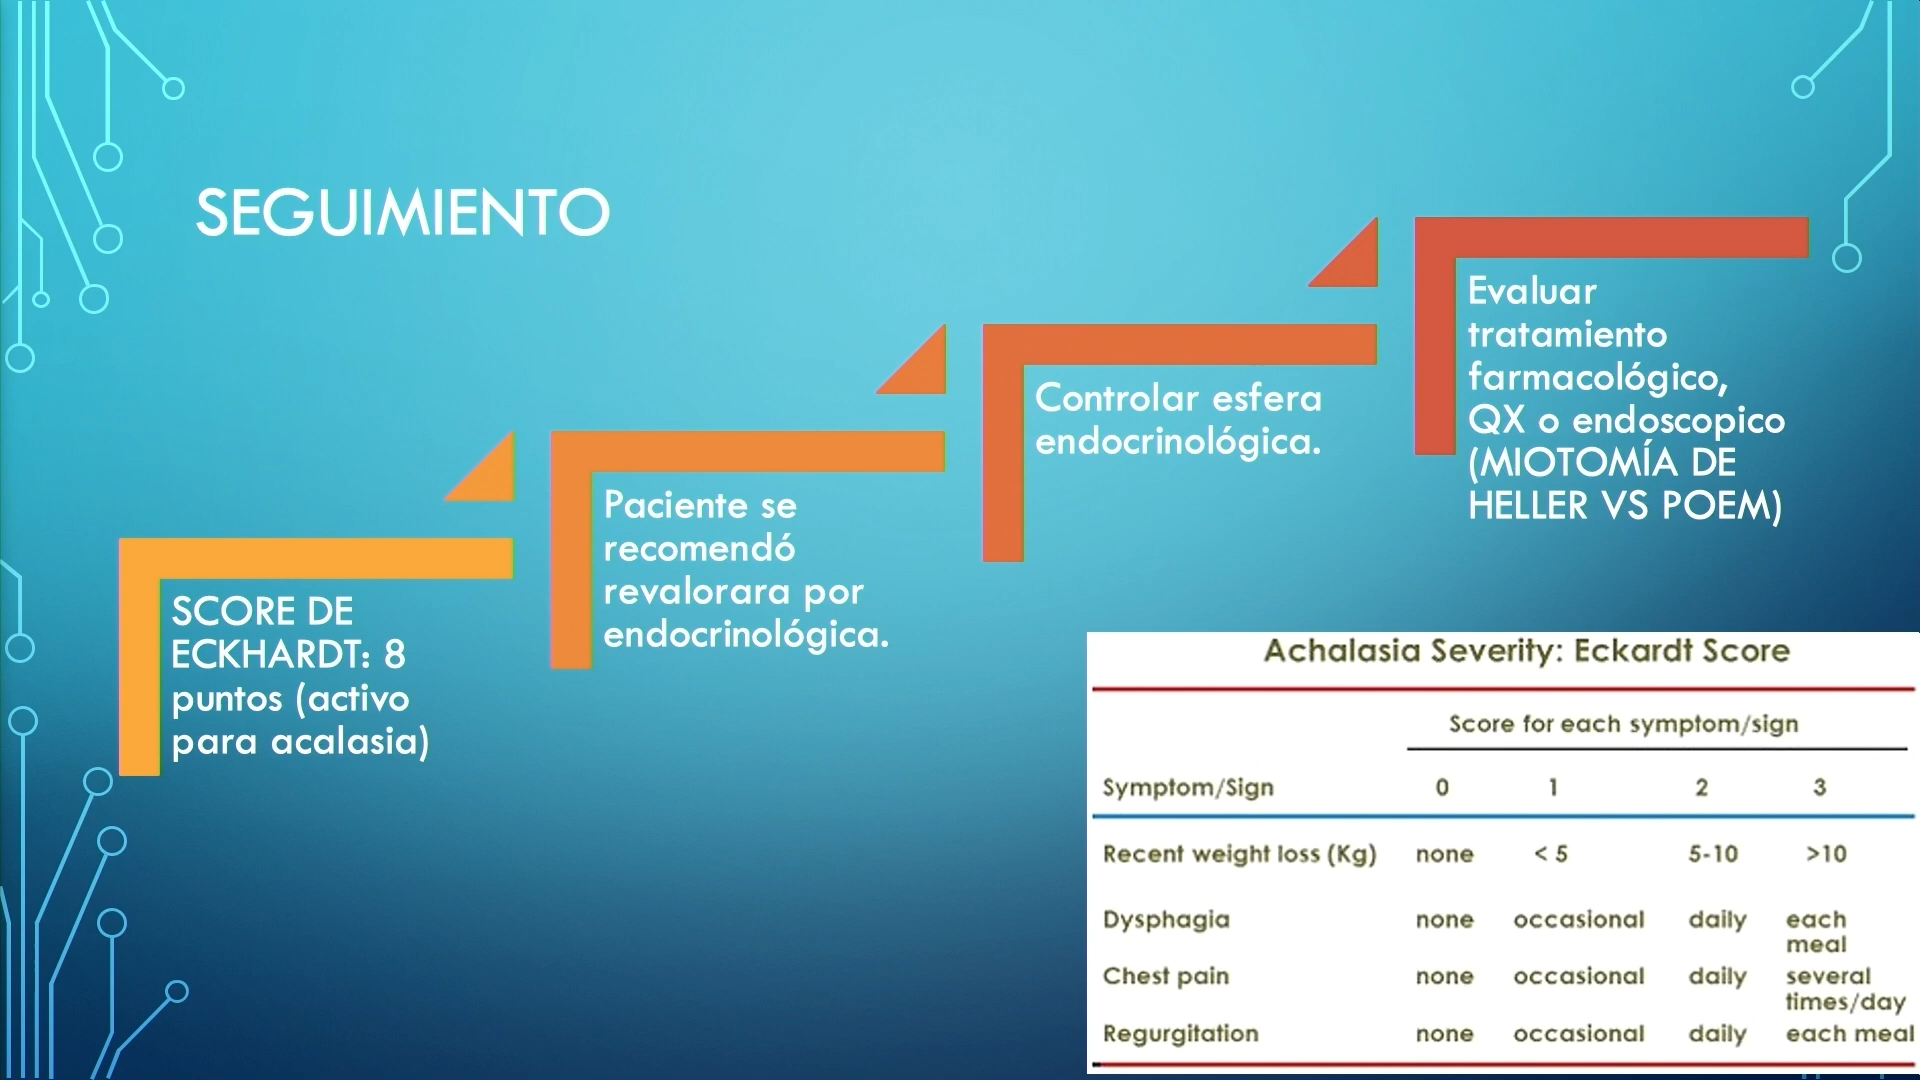 SEGUIMIENTO
SCORE DE
ECKHARDT: 8
puntos (activo
para acalasia)
Paciente se
recomendó
revalorara por
endocrinológica.
Controlar esfera
endocrinológica.
Evaluar
tratamiento
farmacológico,
QX o endoscopico
(MIOTOMÍA DE
HELLER VS POEM)
Achalasia Severity: Eckardt Score
Score for each symptom/sign
Symptom/Sign 0 1 2 3
Recent weight loss (Kg) none < 5 5-10 >10
Dysphagia none occasional daily each
meal
Chest pain none occasional daily several
times/day
Regurgitation none occasional daily each meal